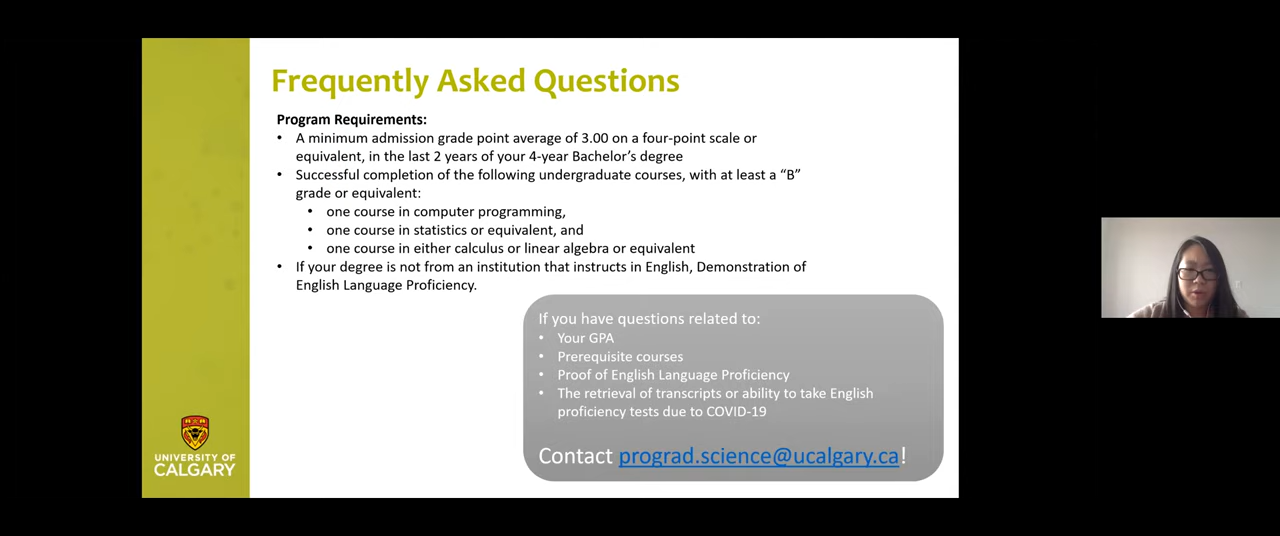 Frequently Asked Questions
Program Requirements:
• A minimum admission grade point average of 3.00 on a four-point scale or
equivalent, in the last 2 years of your 4-year Bachelor's degree
• Successful completion of the following undergraduate courses, with at least a “B”
grade or equivalent:
• one course in computer programming,
• one course in statistics or equivalent, and
• one course in either calculus or linear algebra or equivalent
• If your degree is not from an institution that instructs in English, Demonstration of
English Language Proficiency.
If you have questions related to:
• Your GPA
• Prerequisite courses
• Proof of English Language Proficiency
• The retrieval of transcripts or ability to take English
proficiency tests due to COVID-19
Contact prograd.science@ucalgary.ca!
UNIVERSITY OF
CALGARY